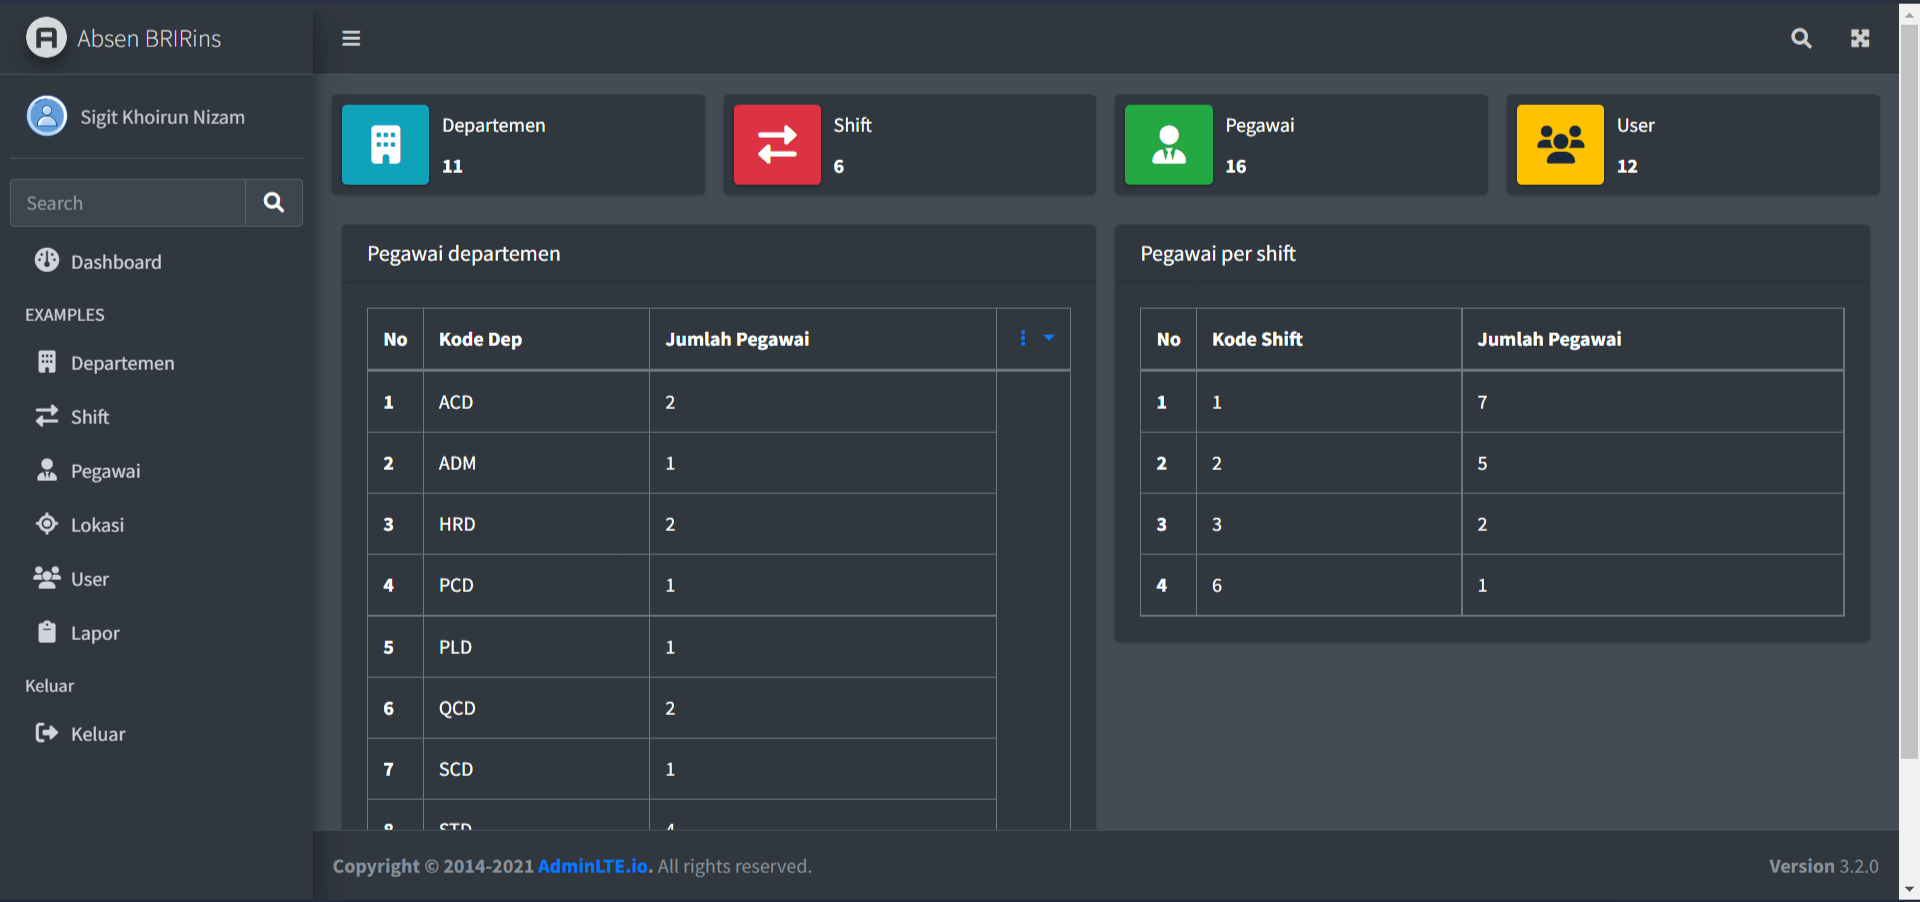 Absen BRIRins
Sigit Khoirun Nizam
Search
Dashboard
EXAMPLES
Departemen
Shift
Pegawai
Lokasi
User
Lapor
Keluar
Keluar
Departemen
11
Shift
6
Pegawai
16
User
12
Pegawai departemen
No Kode Dep Jumlah Pegawai
1 ACD 2
2 ADM 1
3 HRD 2
4 PCD 1
5 PLD 1
6 QCD 2
7 SCD 1
8 STD 4
Pegawai per shift
No Kode Shift Jumlah Pegawai
1 1 7
2 2 5
3 3 2
4 6 1
Copyright © 2014-2021 AdminLTE.io. All rights reserved.
Version 3.2.0